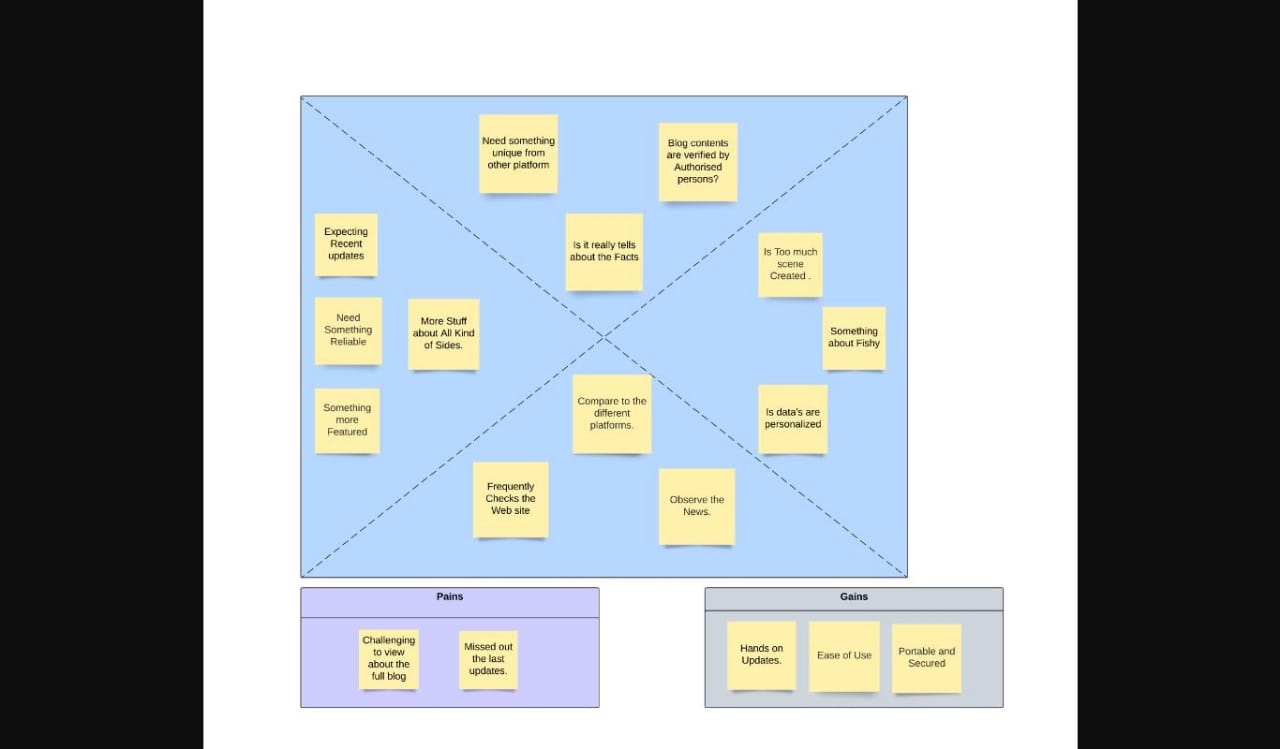 Need something
unique from
other platform
Blog contents
are verified by
Authorised
persons?
Expecting
Recent
updates
Is it really tells
about the Facts
Is Too much
scene
Created .
Need
Something
Reliable
More Stuff
about All Kind
of Sides.
Something
about Fishy
Something
more
Featured
Compare to the
different
platforms.
Is data's are
personalized
Frequently
Checks the
Web site
Observe the
News.
Pains
Challenging
to view
about the
full blog
Missed out
the last
updates.
Gains
Hands on
Updates.
Ease of Use
Portable and
Secured